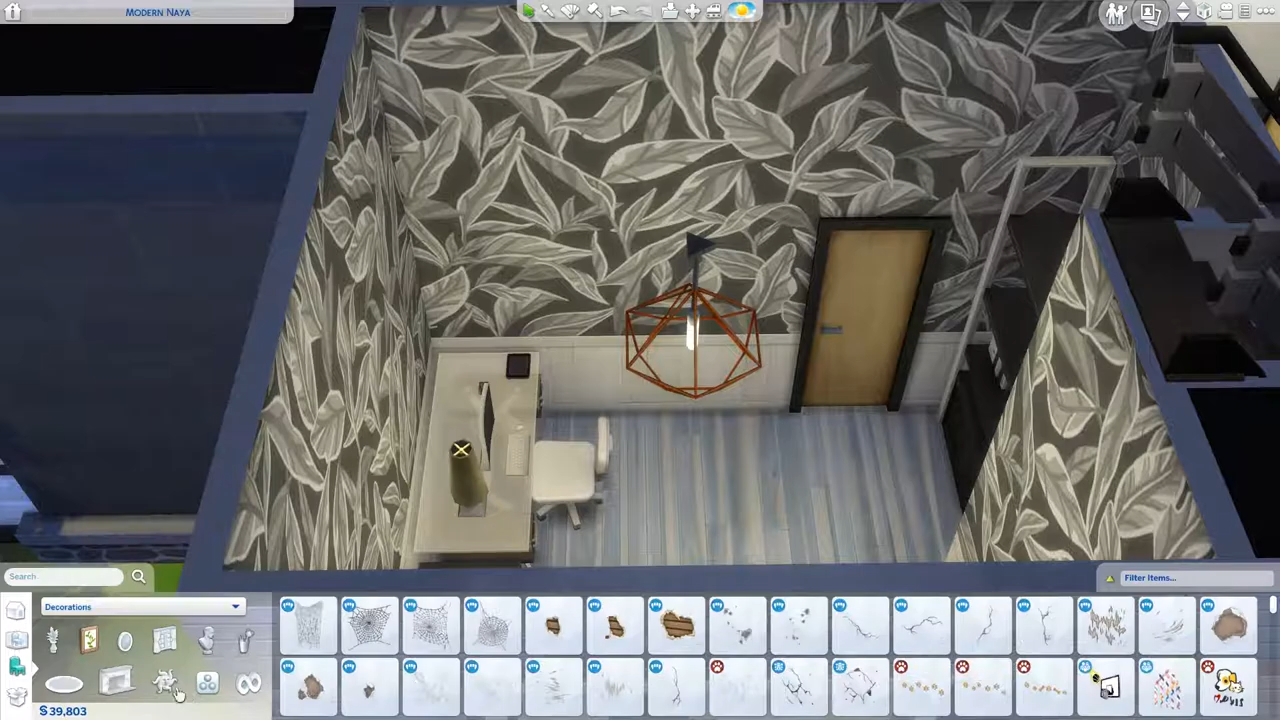 Modern Naya
Search
Filter Items...
Decorations
$39,803